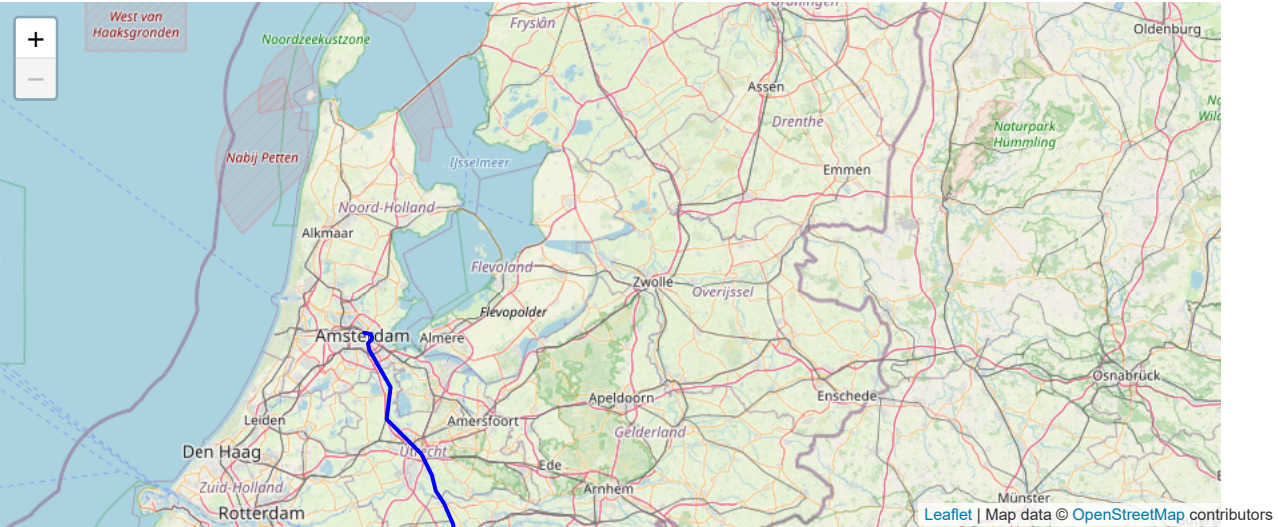 West van
Haaksgronden
Noordzeekustzone
Fryslân
Groningen
Oldenburg
+
−
Assen
Drenthe
Naturpark
Hümmling
Nabij Petten
IJsselmeer
Emmen
Noord-Holland
Alkmaar
Flevoland
Zwolle
Overijssel
Flevopolder
Amsterdam
Almere
Osnabrück
Apeldoorn
Enschede
Leiden
Amersfoort
Gelderland
Den Haag
Utrecht
Ede
Zuid-Holland
Arnhem
Münster
Rotterdam
Leaflet | Map data © OpenStreetMap contributors